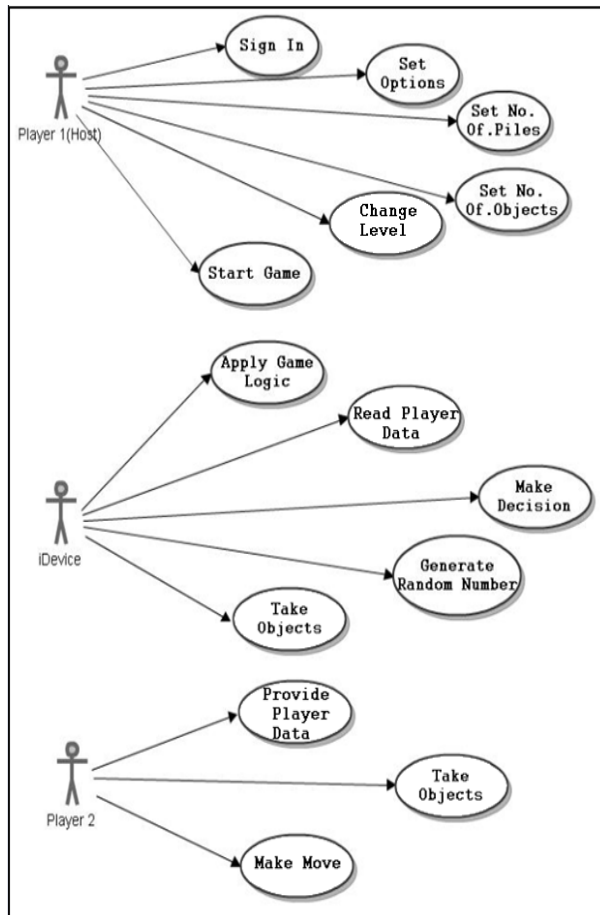 Sign In
Set
Options
Player 1(Host)
Set No.
Of.Piles
Set No.
Of.Objects
Change
Level
Start Game
Apply Game
Logic
Read Player
Data
Make
Decision
iDevice
Generate
Random Number
Take
Objects
Provide
Player
Data
Take
Objects
Player 2
Make Move